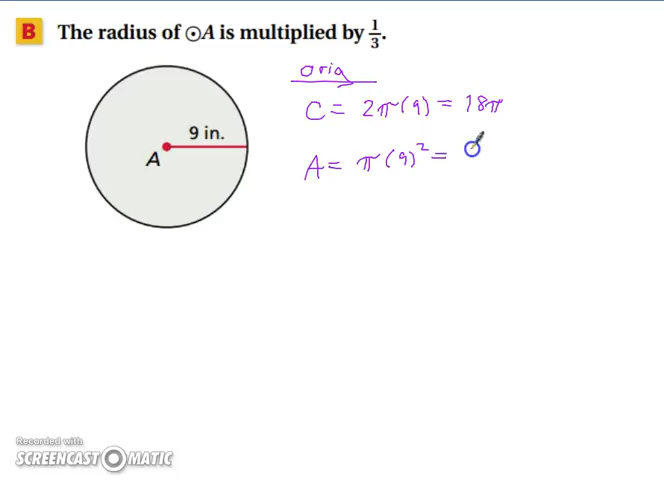 B The radius of ⊙A is multiplied by 1/3.
orig
C = 2π(9) = 18π
9 in.
A
A = π(9)² =
Recorded with
SCREENCAST O MATIC